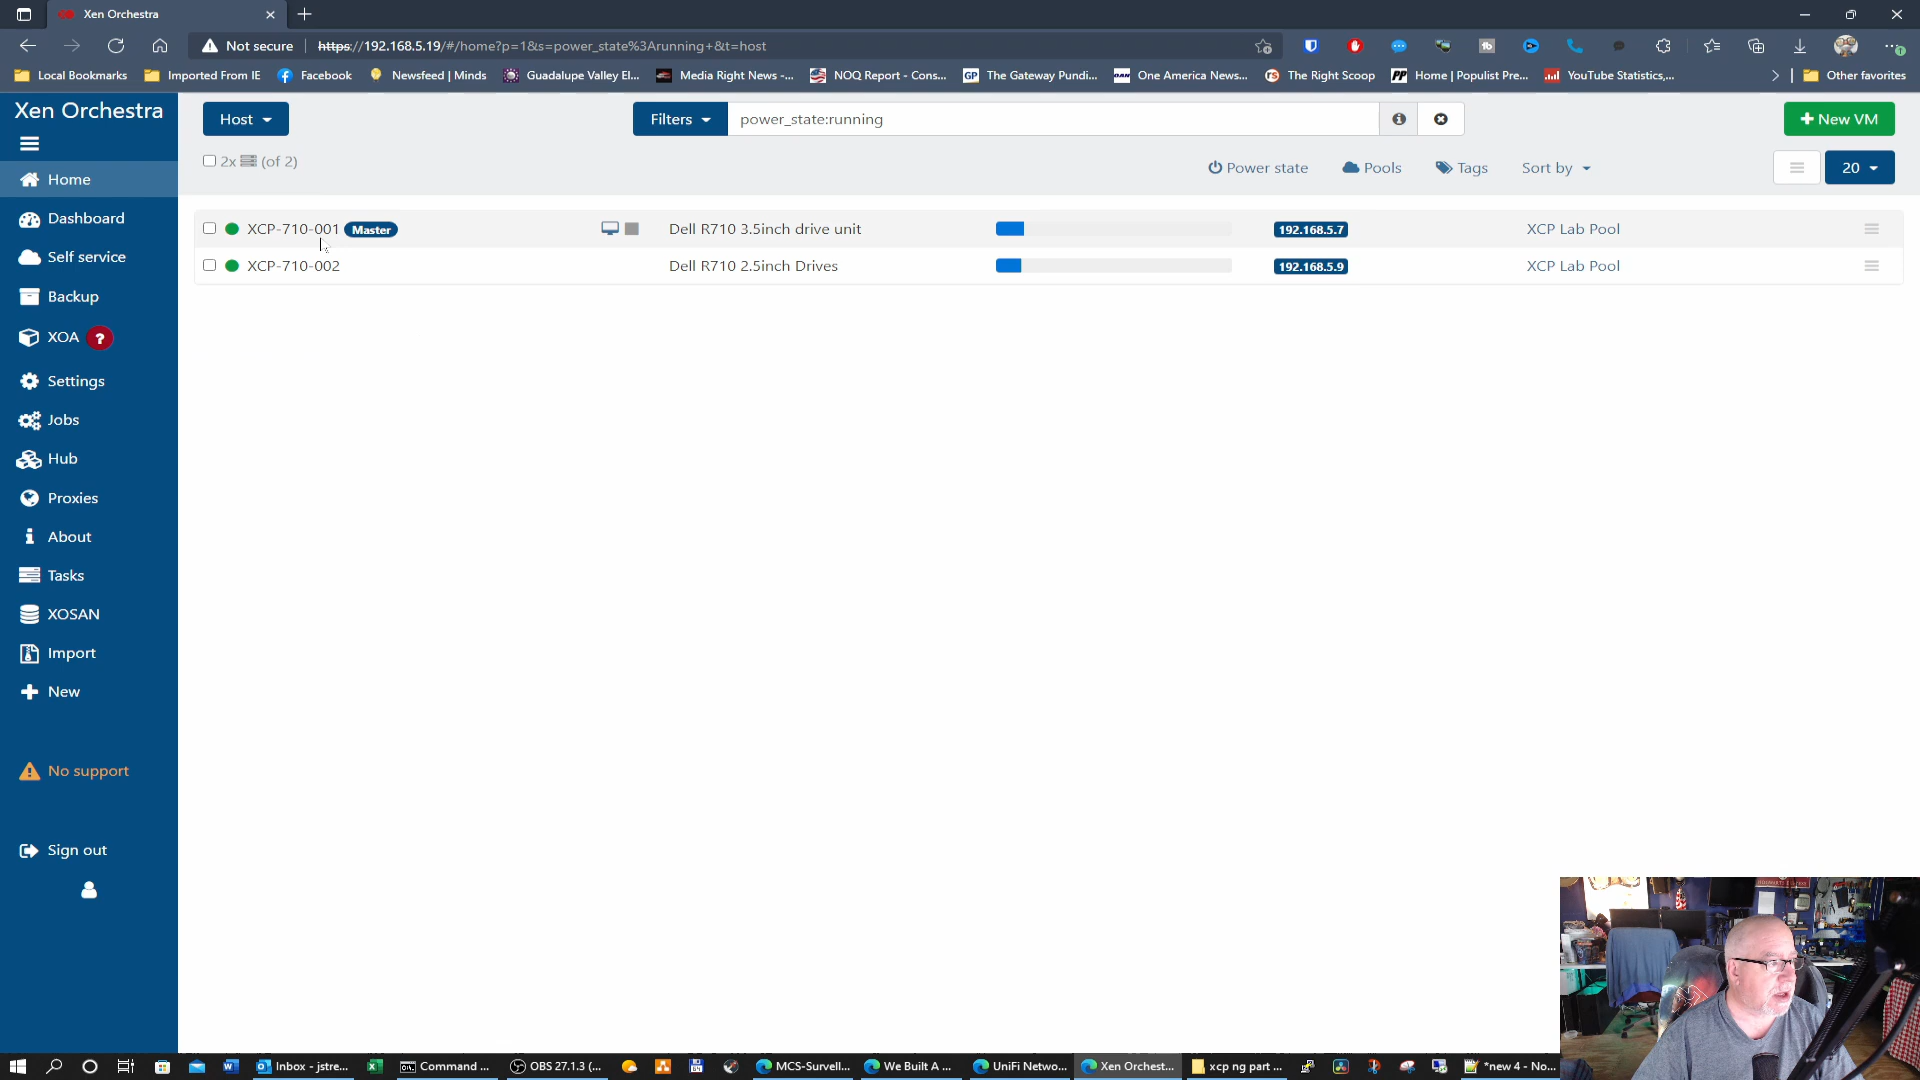 Xen Orchestra
Not secure
https://192.168.5.19/#/home?p=1&s=power_state%3Arunning+&t=host
Local Bookmarks
Imported From IE
Facebook
Newsfeed | Minds
Guadalupe Valley El...
Media Right News -...
NOQ Report - Cons...
The Gateway Pundi...
One America News...
The Right Scoop
Home | Populist Pre...
YouTube Statistics,...
Other favorites
Xen Orchestra
Host
Filters
power_state:running
New VM
2x (of 2)
Power state
Pools
Tags
Sort by
20
Home
Dashboard
Self service
Backup
XOA ?
Settings
Jobs
Hub
Proxies
About
Tasks
XOSAN
Import
New
No support
Sign out
XCP-710-001 Master Dell R710 3.5inch drive unit 192.168.5.7 XCP Lab Pool
XCP-710-002 Dell R710 2.5inch Drives 192.168.5.9 XCP Lab Pool
Inbox - jstre...
Command ...
OBS 27.1.3 (...
MCS-Survell...
We Built A ...
UniFi Netwo...
Xen Orchest...
xcp ng part ...
*new 4 - No...